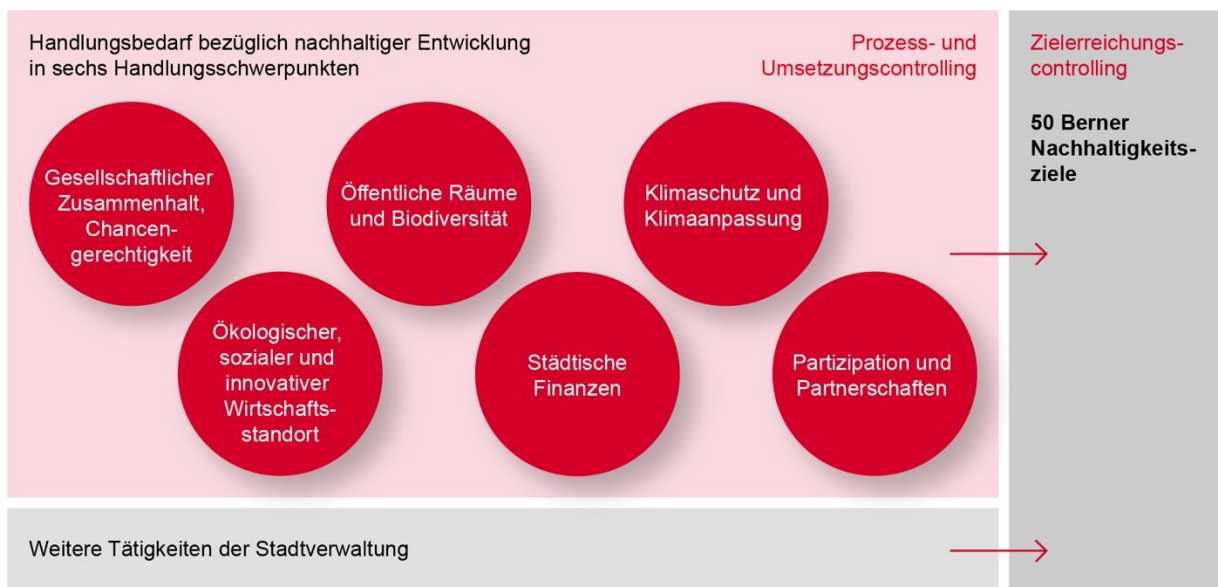 Handlungsbedarf bezüglich nachhaltiger Entwicklung
in sechs Handlungsschwerpunkten
Prozess- und
Umsetzungscontrolling
Zielerreichungs-
controlling
50 Berner
Nachhaltigkeits-
ziele
Gesellschaftlicher
Zusammenhalt,
Chancen-
gerechtigkeit
Öffentliche Räume
und Biodiversität
Klimaschutz und
Klimaanpassung
Ökologischer,
sozialer und
innovativer
Wirtschafts-
standort
Städtische
Finanzen
Partizipation und
Partnerschaften
Weitere Tätigkeiten der Stadtverwaltung